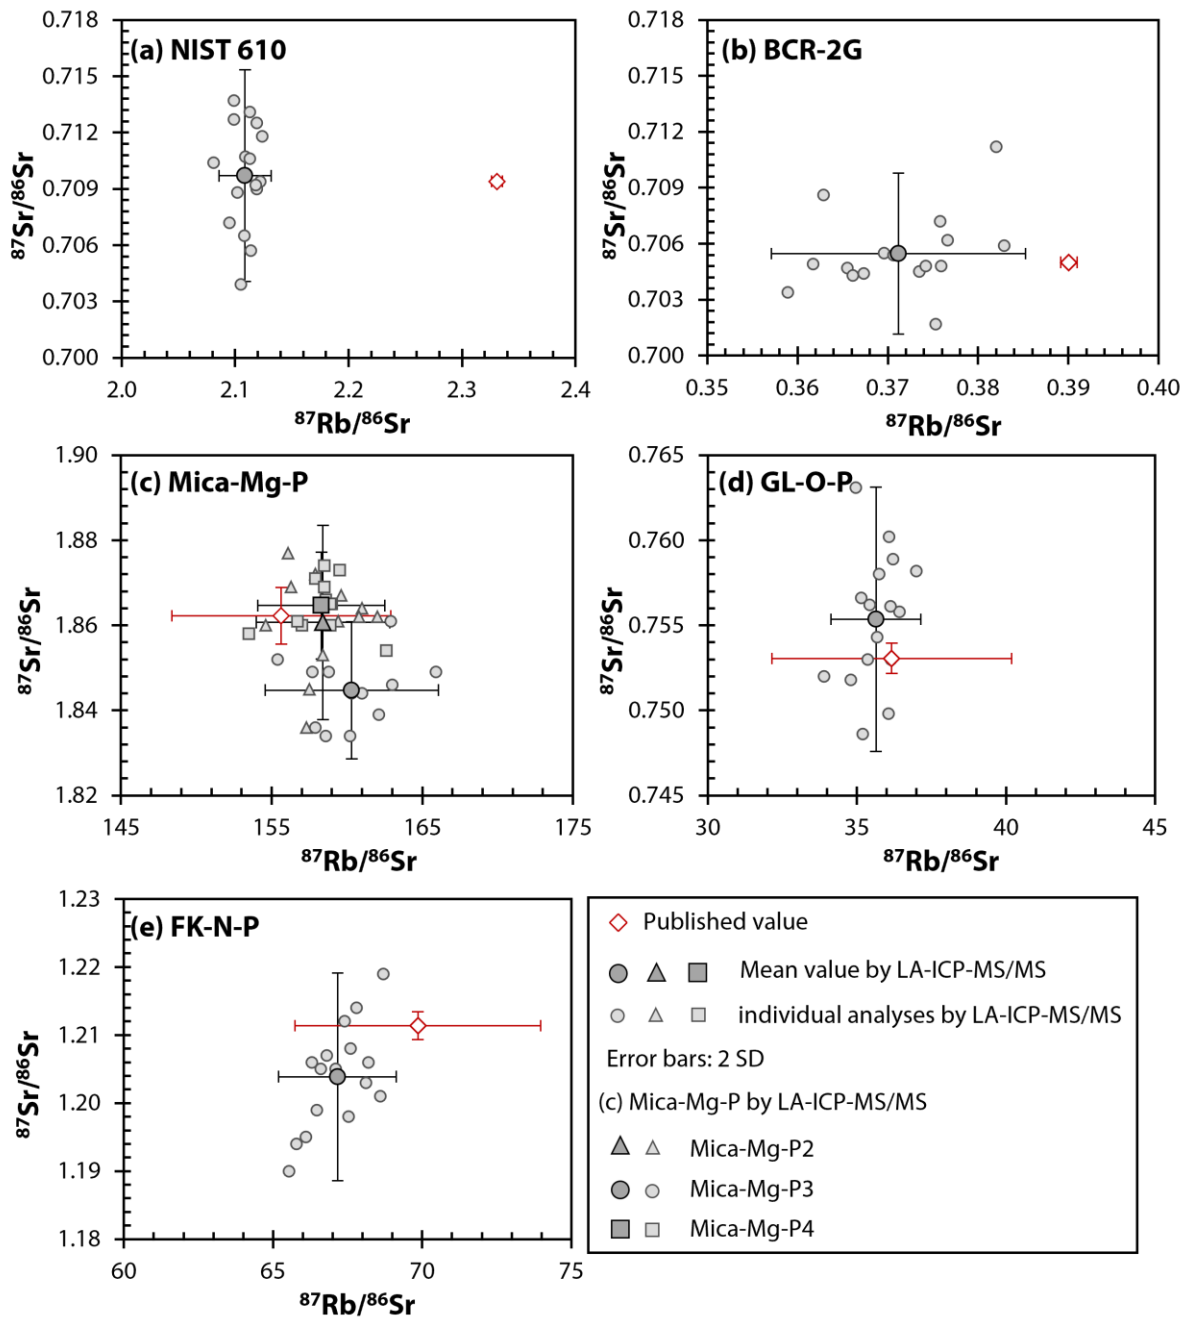 (a) NIST 610
0.718
0.715
0.712
0.709
0.706
0.703
0.700
⁸⁷Sr/⁸⁶Sr
2.0 2.1 2.2 2.3 2.4
⁸⁷Rb/⁸⁶Sr
(b) BCR-2G
0.718
0.715
0.712
0.709
0.706
0.703
0.700
⁸⁷Sr/⁸⁶Sr
0.35 0.36 0.37 0.38 0.39 0.40
⁸⁷Rb/⁸⁶Sr
(c) Mica-Mg-P
1.90
1.88
1.86
1.84
1.82
⁸⁷Sr/⁸⁶Sr
145 155 165 175
⁸⁷Rb/⁸⁶Sr
(d) GL-O-P
0.765
0.760
0.755
0.750
0.745
⁸⁷Sr/⁸⁶Sr
30 35 40 45
⁸⁷Rb/⁸⁶Sr
(e) FK-N-P
1.23
1.22
1.21
1.20
1.19
1.18
⁸⁷Sr/⁸⁶Sr
60 65 70 75
⁸⁷Rb/⁸⁶Sr
Published value
Mean value by LA-ICP-MS/MS
individual analyses by LA-ICP-MS/MS
Error bars: 2 SD
(c) Mica-Mg-P by LA-ICP-MS/MS
Mica-Mg-P2
Mica-Mg-P3
Mica-Mg-P4